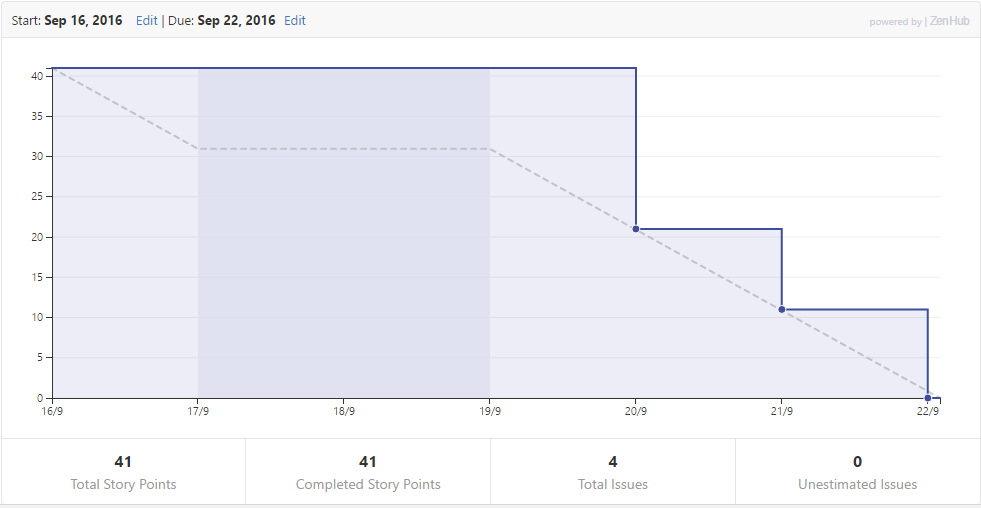 Start: Sep 16, 2016 Edit | Due: Sep 22, 2016 Edit
powered by | ZenHub
40
35
30
25
20
15
10
5
0
16/9 17/9 18/9 19/9 20/9 21/9 22/9
41 41 4 0
Total Story Points Completed Story Points Total Issues Unestimated Issues